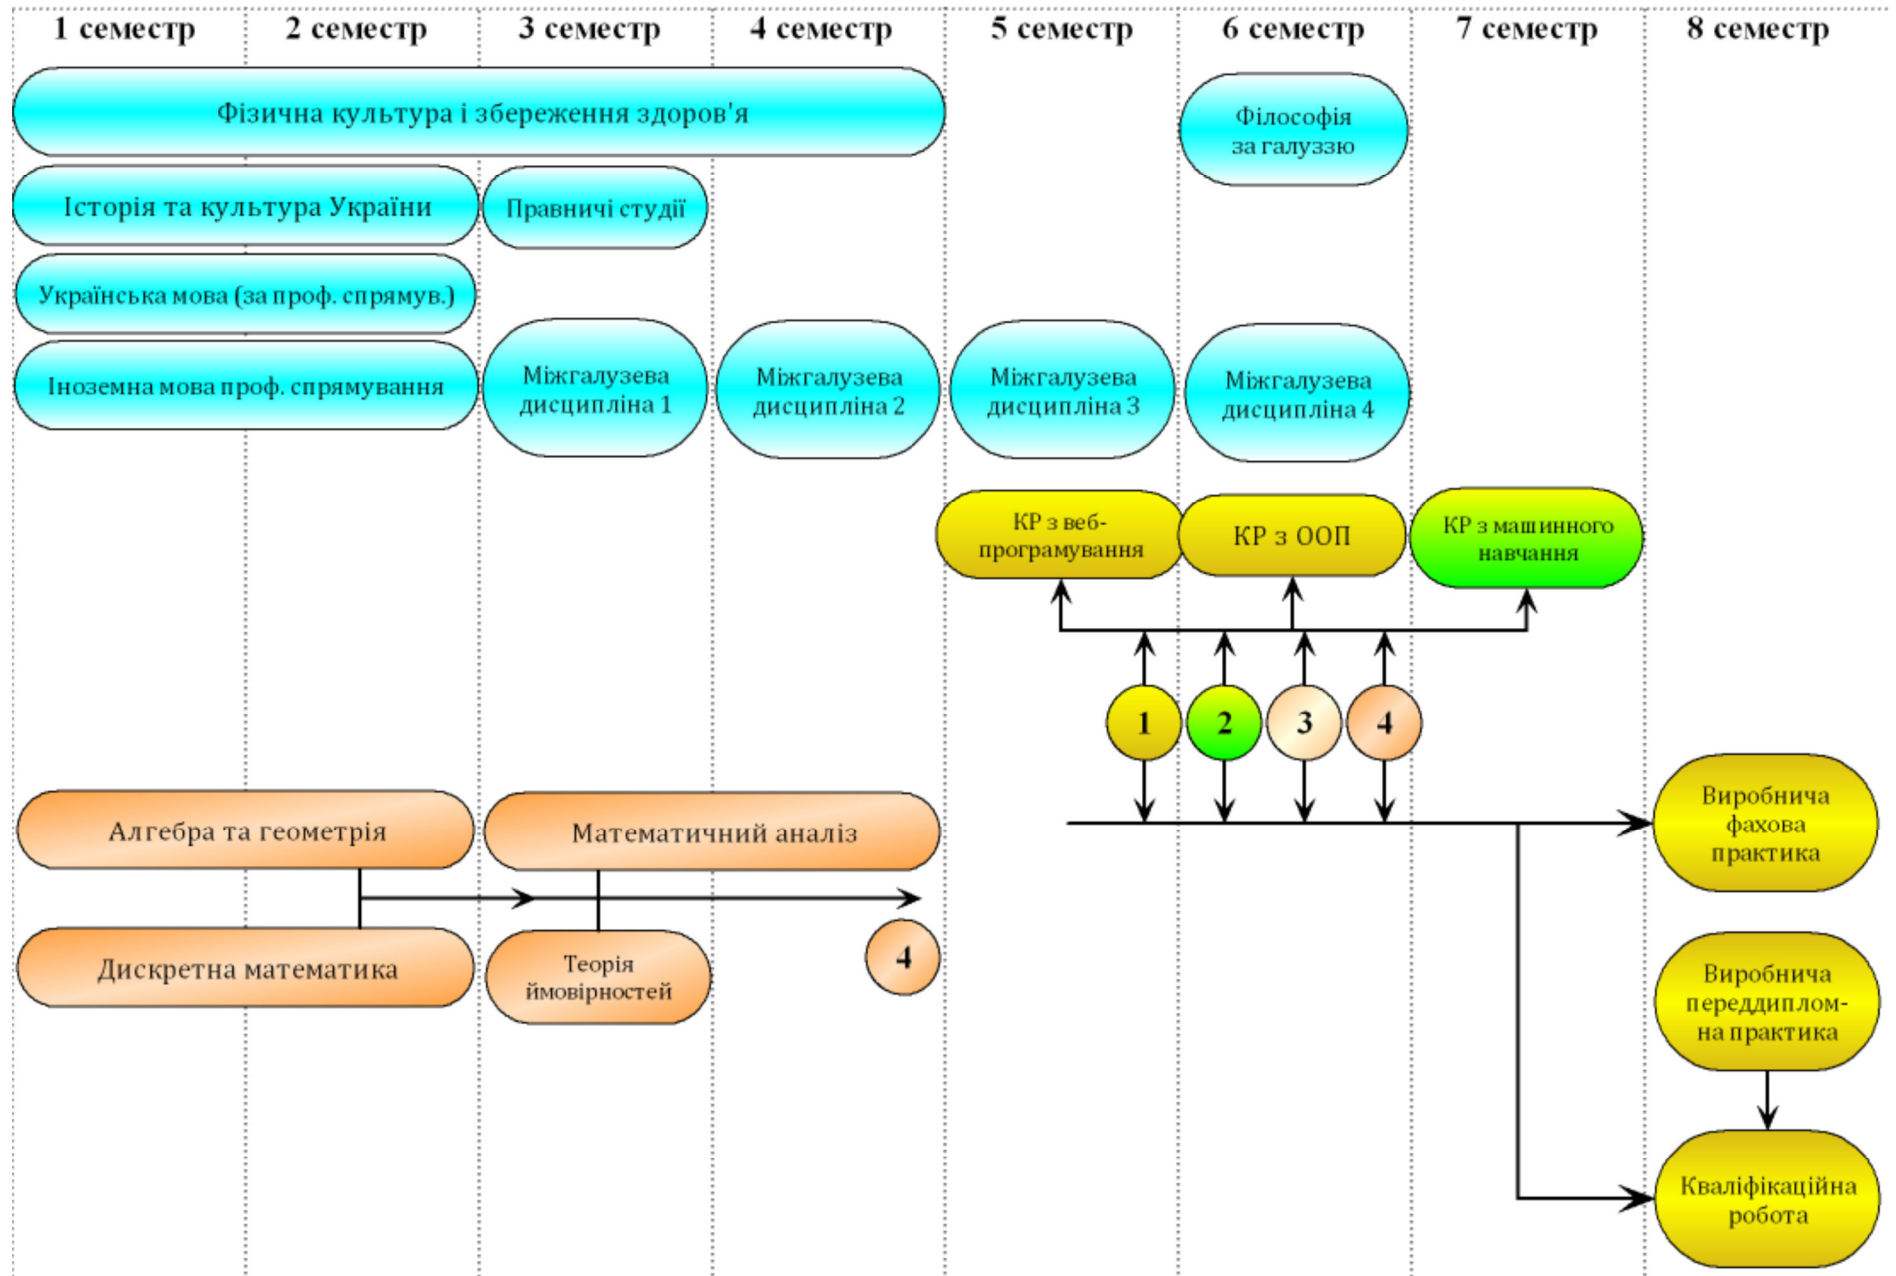 1 семестр
2 семестр
3 семестр
4 семестр
5 семестр
6 семестр
7 семестр
8 семестр
Фізична культура і збереження здоров'я
Філософія
за галуззю
Історія та культура України
Правничі студії
Українська мова (за проф. спрямув.)
Іноземна мова проф. спрямування
Міжгалузева
дисципліна 1
Міжгалузева
дисципліна 2
Міжгалузева
дисципліна 3
Міжгалузева
дисципліна 4
КР з веб-
програмування
КР з ООП
КР з машинного
навчання
1
2
3
4
Алгебра та геометрія
Математичний аналіз
Виробнича
фахова
практика
Дискретна математика
Теорія
ймовірностей
4
Виробнича
переддиплом-
на практика
Кваліфікаційна
робота